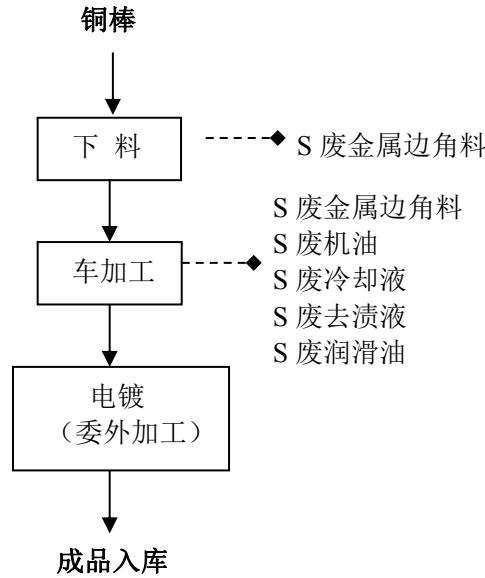 铜棒
下 料
S 废金属边角料
S 废金属边角料
S 废机油
S 废冷却液
S 废去渍液
S 废润滑油
车加工
电镀
（委外加工）
成品入库